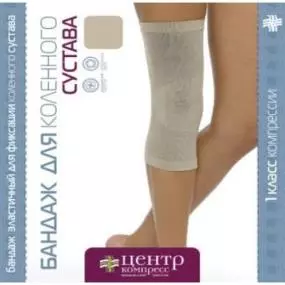 бандаж эластичный для фиксации коленного сустава
БАНДАЖ ДЛЯ КОЛЕННОГО
СУСТАВА
1 класс компрессии
ЦЕНТР
КОМПРЕСС